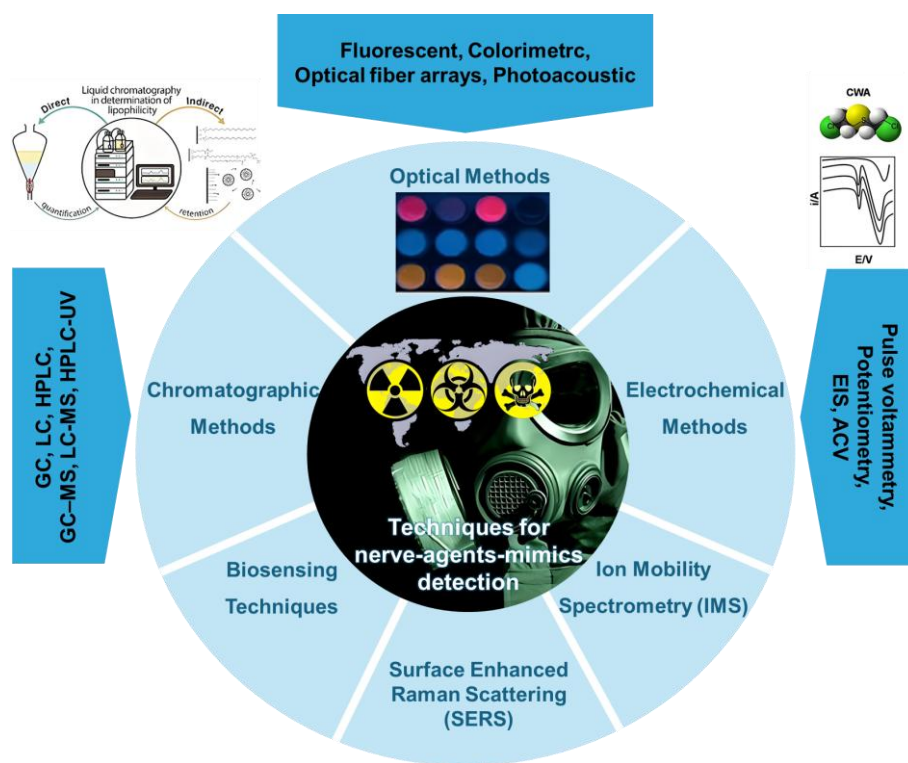 Fluorescent, Colorimetrc,
Optical fiber arrays, Photoacoustic
Liquid chromatography
in determination of
lipophilicity
Direct
Indirect
quantification
retention
CWA
Cl
S
Cl
i/A
E/V
Optical Methods
GC, LC, HPLC,
GC–MS, LC-MS, HPLC-UV
Chromatographic
Methods
Electrochemical
Methods
Pulse voltammetry,
Potentiometry,
EIS, ACV
Techniques for
nerve-agents-mimics
detection
Biosensing
Techniques
Ion Mobility
Spectrometry (IMS)
Surface Enhanced
Raman Scattering
(SERS)